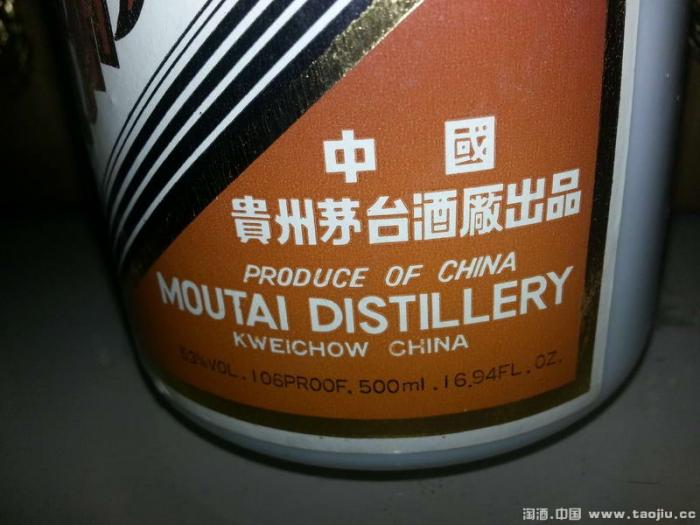 中國
貴州茅台酒厰出品
PRODUCE OF CHINA
MOUTAI DISTILLERY
KWEICHOW CHINA
53%VOL. 106PROOF. 500ml. 16.94FL. OZ.
淘酒.中国 www.taojiu.cc